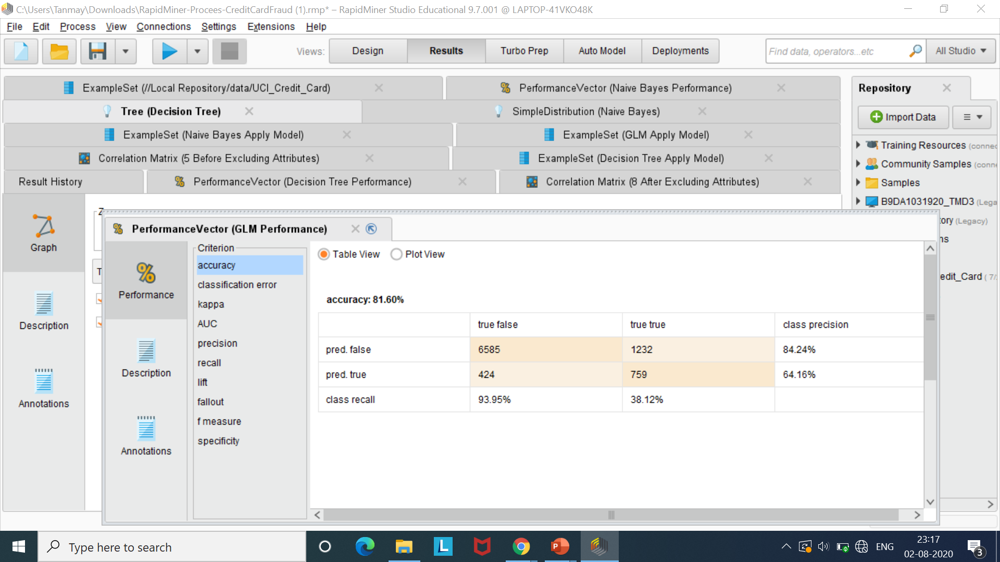 C:\Users\Tanmay\Downloads\RapidMiner-Procees-CreditCardFraud (1).rmp* – RapidMiner Studio Educational 9.7.001 @ LAPTOP-41VKO48K
File Edit Process View Connections Settings Extensions Help
Views: Design Results Turbo Prep Auto Model Deployments Find data, operators...etc All Studio
ExampleSet (//Local Repository/data/UCI_Credit_Card) PerformanceVector (Naive Bayes Performance)
Tree (Decision Tree) SimpleDistribution (Naive Bayes)
ExampleSet (Naive Bayes Apply Model) ExampleSet (GLM Apply Model)
Correlation Matrix (5 Before Excluding Attributes) ExampleSet (Decision Tree Apply Model)
Result History PerformanceVector (Decision Tree Performance) Correlation Matrix (8 After Excluding Attributes)
Repository
Import Data
Training Resources (connec
Community Samples (conne
Samples
B9DA1031920_TMD3 (Lega
ory (Legacy)
ns
edit_Card ( 7/
Graph
Description
Annotations
Z
T
PerformanceVector (GLM Performance)
% Performance
Description
Annotations
Criterion
accuracy
classification error
kappa
AUC
precision
recall
lift
fallout
f measure
specificity
Table View Plot View
accuracy: 81.60%
true false true true class precision
pred. false 6585 1232 84.24%
pred. true 424 759 64.16%
class recall 93.95% 38.12%
Type here to search
L
P
ENG
23:17
02-08-2020
3